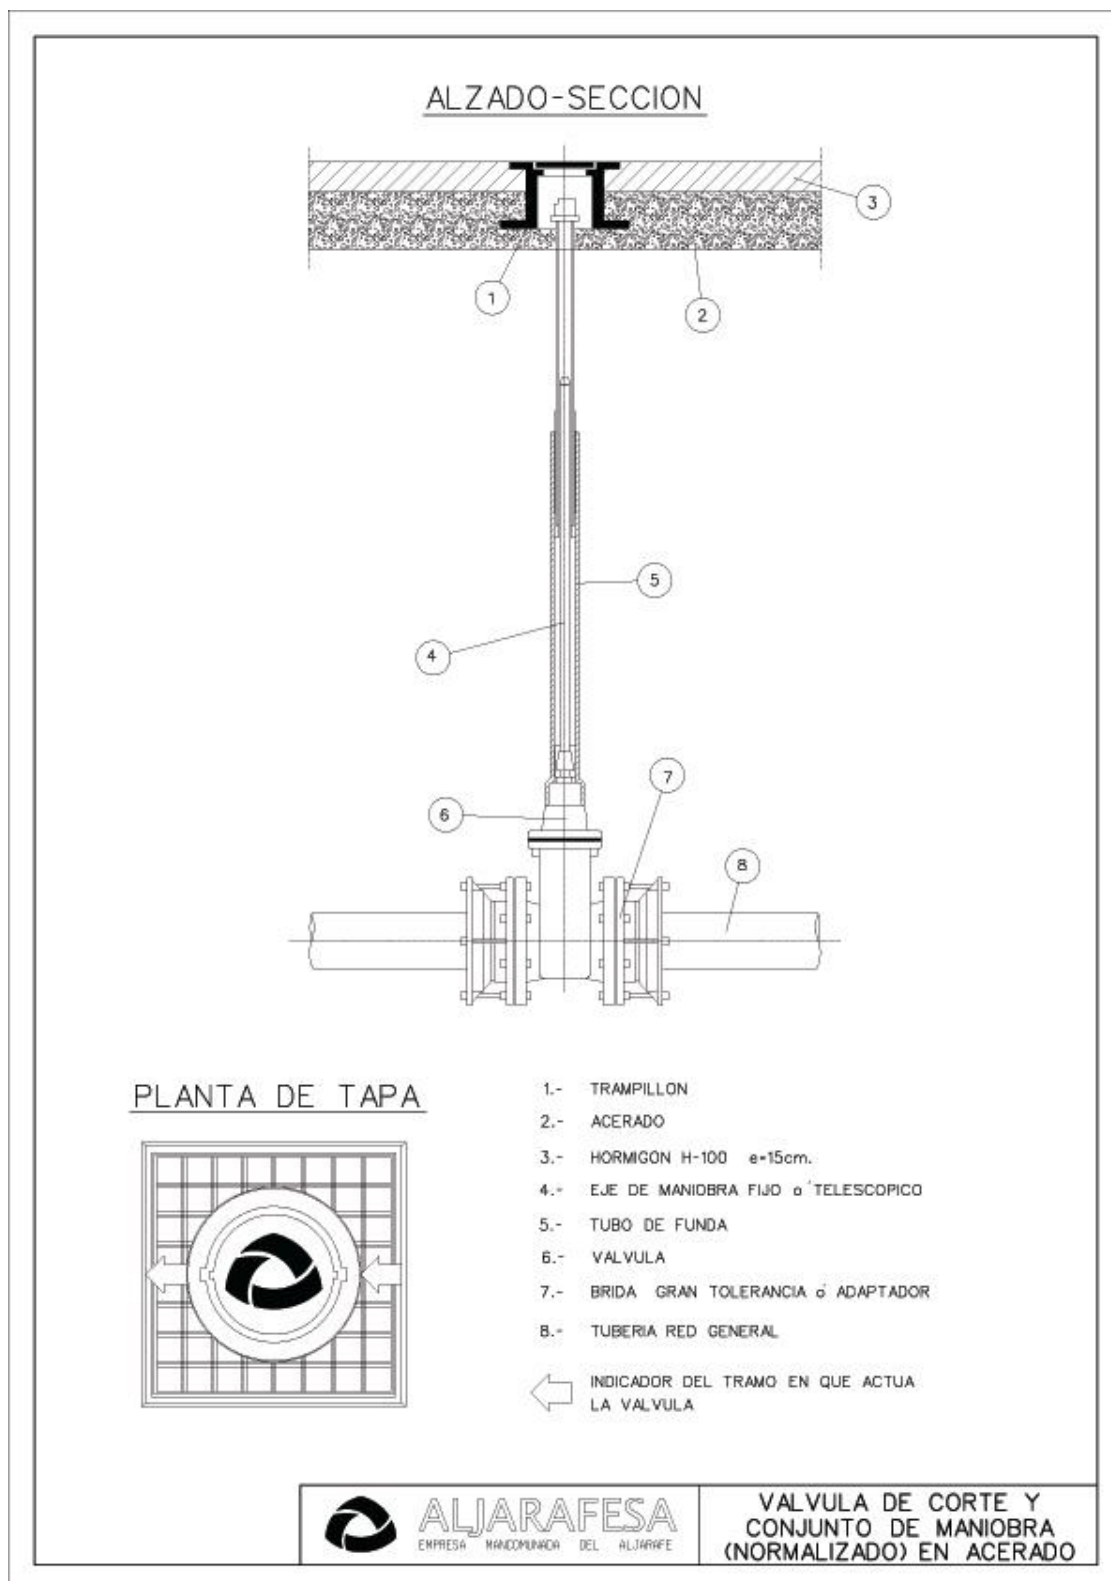 ALZADO-SECCION
3
1
2
5
4
7
6
8
PLANTA DE TAPA
1.- TRAMPILLON
2.- ACERADO
3.- HORMIGON H-100 e=15cm.
4.- EJE DE MANIOBRA FIJO o´ TELESCOPICO
5.- TUBO DE FUNDA
6.- VALVULA
7.- BRIDA GRAN TOLERANCIA o´ ADAPTADOR
8.- TUBERIA RED GENERAL
INDICADOR DEL TRAMO EN QUE ACTUA
LA VALVULA
ALJARAFESA
EMPRESA MANCOMUNADA DEL ALJARAFE
VALVULA DE CORTE Y
CONJUNTO DE MANIOBRA
(NORMALIZADO) EN ACERADO